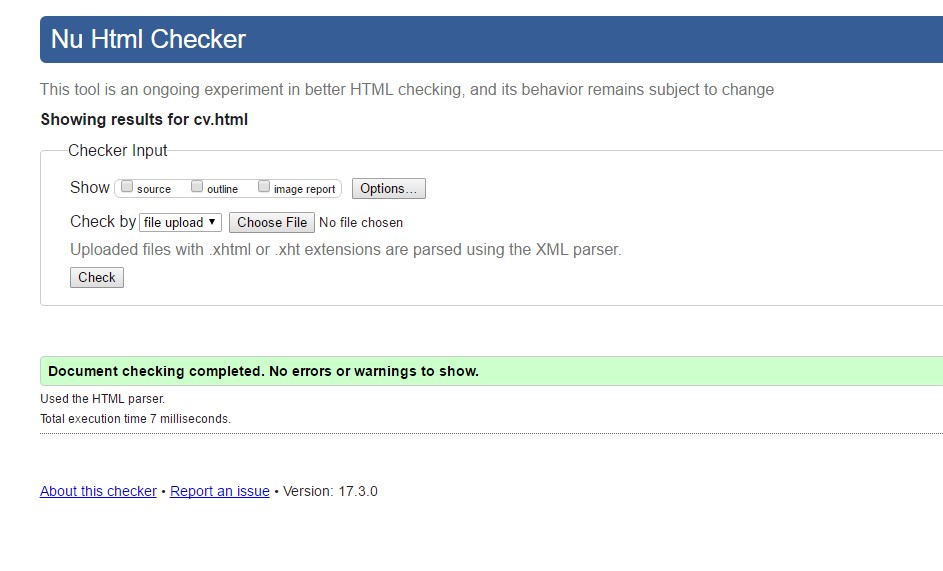 Nu Html Checker
This tool is an ongoing experiment in better HTML checking, and its behavior remains subject to change
Showing results for cv.html
Checker Input
Show source outline image report Options...
Check by file upload Choose File No file chosen
Uploaded files with .xhtml or .xht extensions are parsed using the XML parser.
Check
Document checking completed. No errors or warnings to show.
Used the HTML parser.
Total execution time 7 milliseconds.
About this checker • Report an issue • Version: 17.3.0